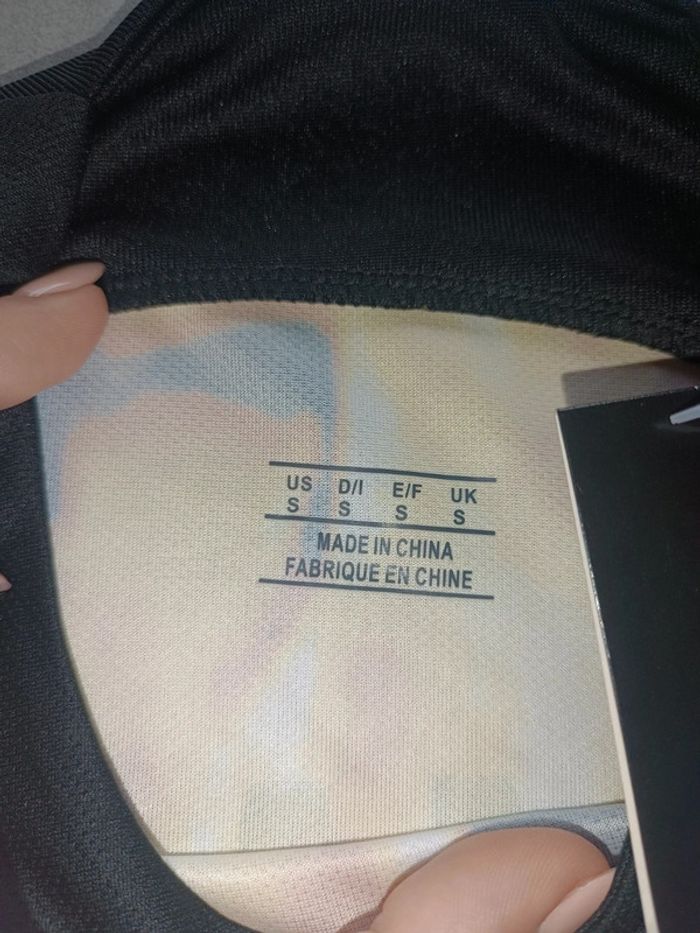 US D/I E/F UK
S S S S
MADE IN CHINA
FABRIQUE EN CHINE